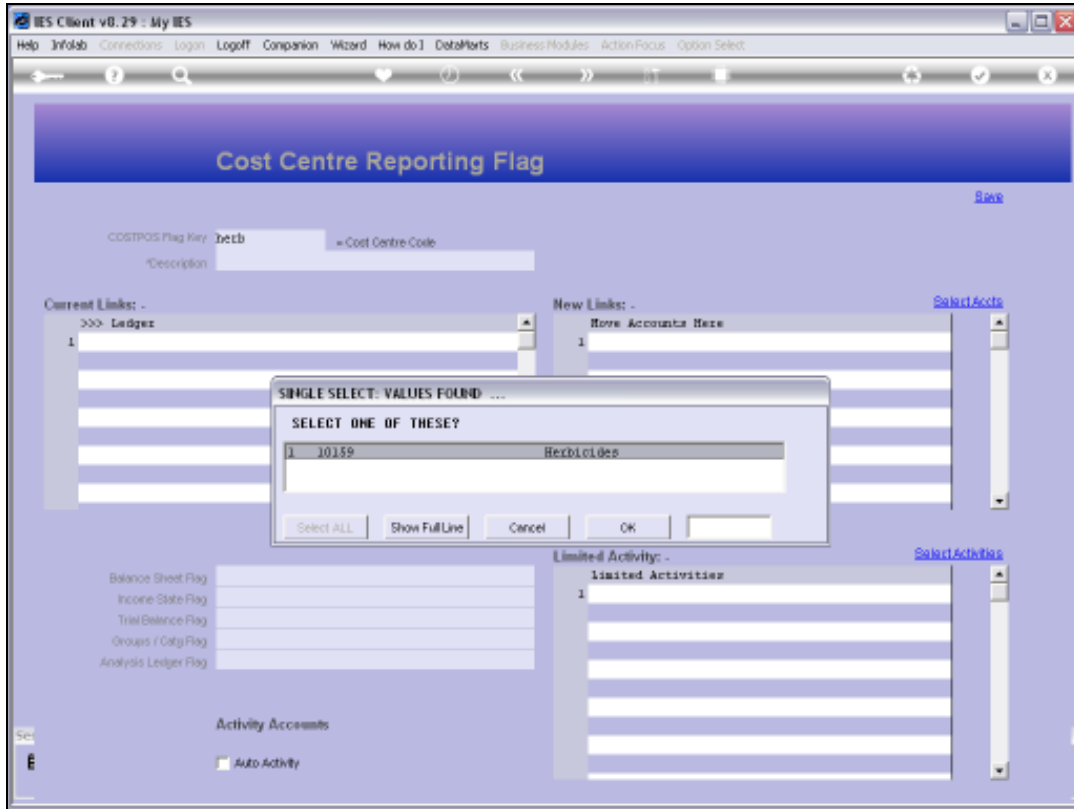 IES Client v8.29 : My IES
Help Infolab Connections Logon Logoff Companion Wizard How do I DataMarts Business Modules Action Focus Option Select
Cost Centre Reporting Flag
Save
COSTPOS Flag Key herb = Cost Centre Code
*Description
Current Links: -
New Links: -
Select Accts
>>> Ledger
Move Accounts Here
1
1
SINGLE SELECT: VALUES FOUND ...
SELECT ONE OF THESE?
1 10159 Herbicides
Select ALL Show Full Line Cancel OK
Limited Activity: -
Select Activities
Limited Activities
1
Balance Sheet Flag
Income State Flag
Trial Balance Flag
Groups / Catg Flag
Analysis Ledger Flag
Activity Accounts
Auto Activity